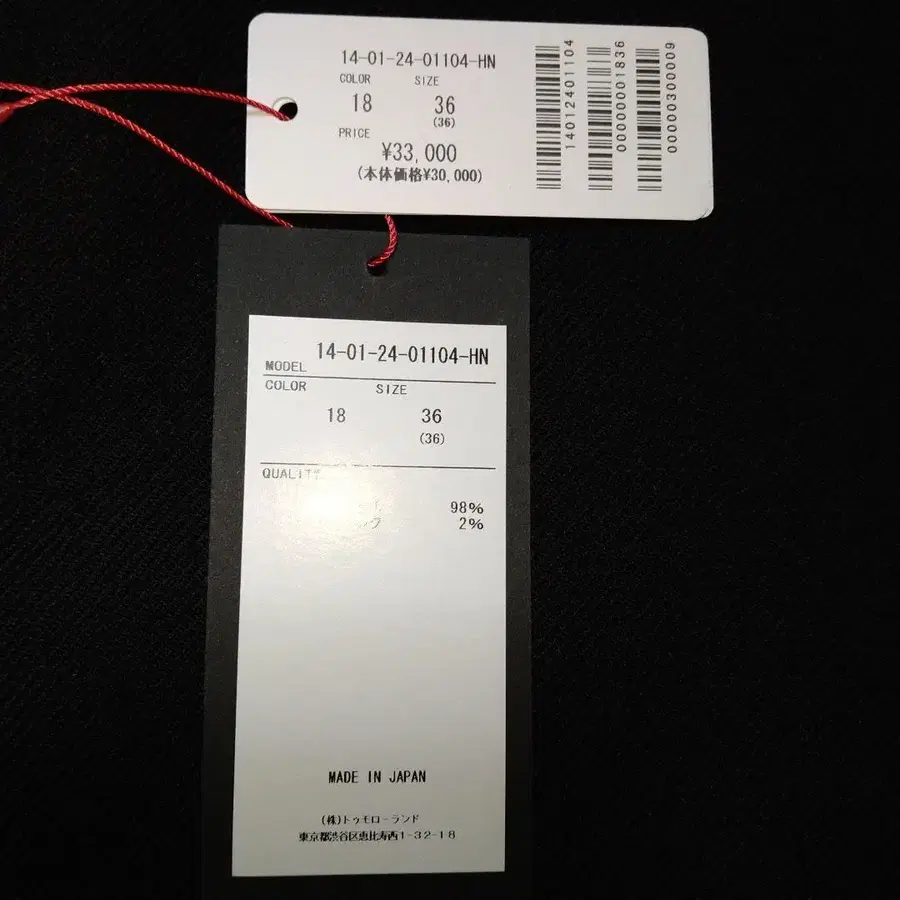 14-01-24-01104-HN
COLOR SIZE
18 36
(36)
PRICE
¥33,000
(本体価格¥30,000)
14012401104
00000001836
00000300009
MODEL 14-01-24-01104-HN
COLOR SIZE
18 36
(36)
QUALITY
98%
2%
MADE IN JAPAN
(株)トゥモローランド
東京都渋谷区恵比寿西1-32-18